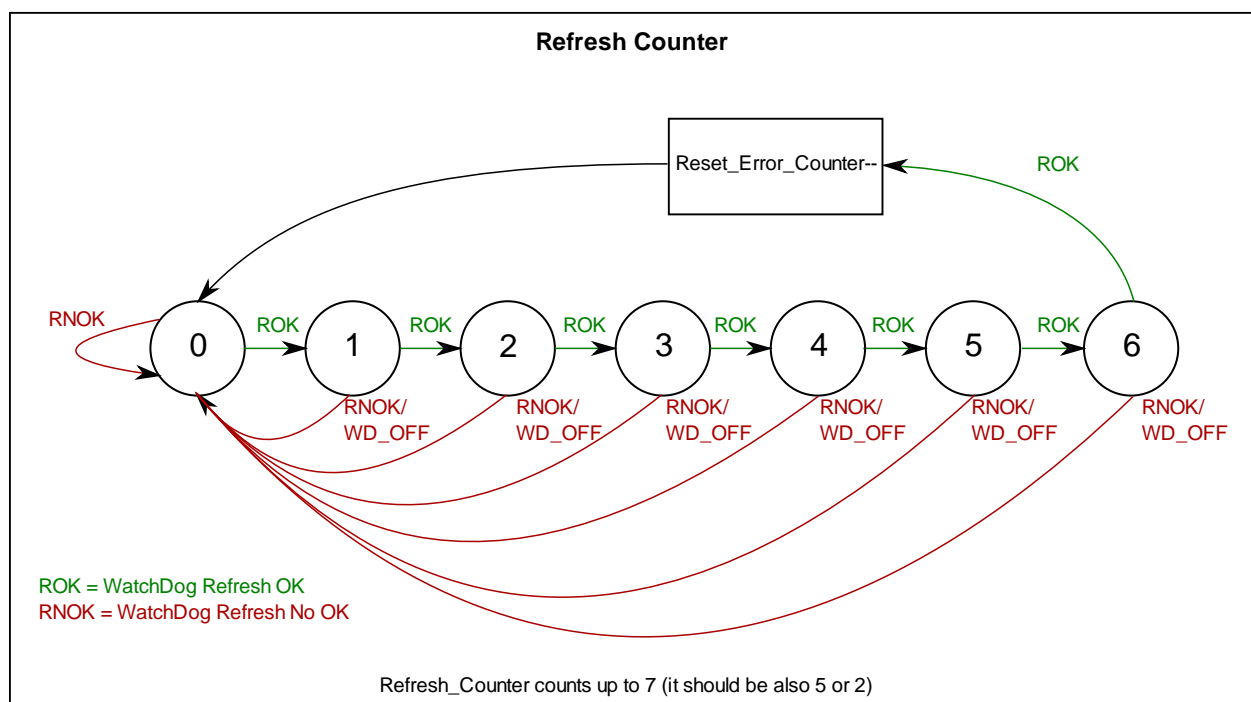 Refresh Counter
Reset_Error_Counter--
ROK
RNOK
ROK
ROK
ROK
ROK
ROK
ROK
0
1
2
3
4
5
6
RNOK/
WD_OFF
RNOK/
WD_OFF
RNOK/
WD_OFF
RNOK/
WD_OFF
RNOK/
WD_OFF
RNOK/
WD_OFF
ROK = WatchDog Refresh OK
RNOK = WatchDog Refresh No OK
Refresh_Counter counts up to 7 (it should be also 5 or 2)